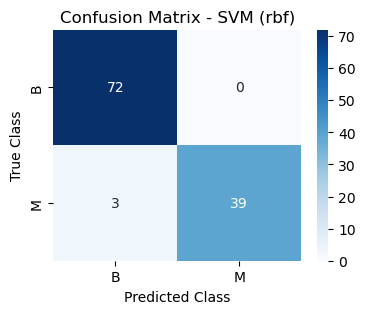 Confusion Matrix - SVM (rbf)
True Class
B
M
72
0
3
39
B
M
Predicted Class
70
60
50
40
30
20
10
0